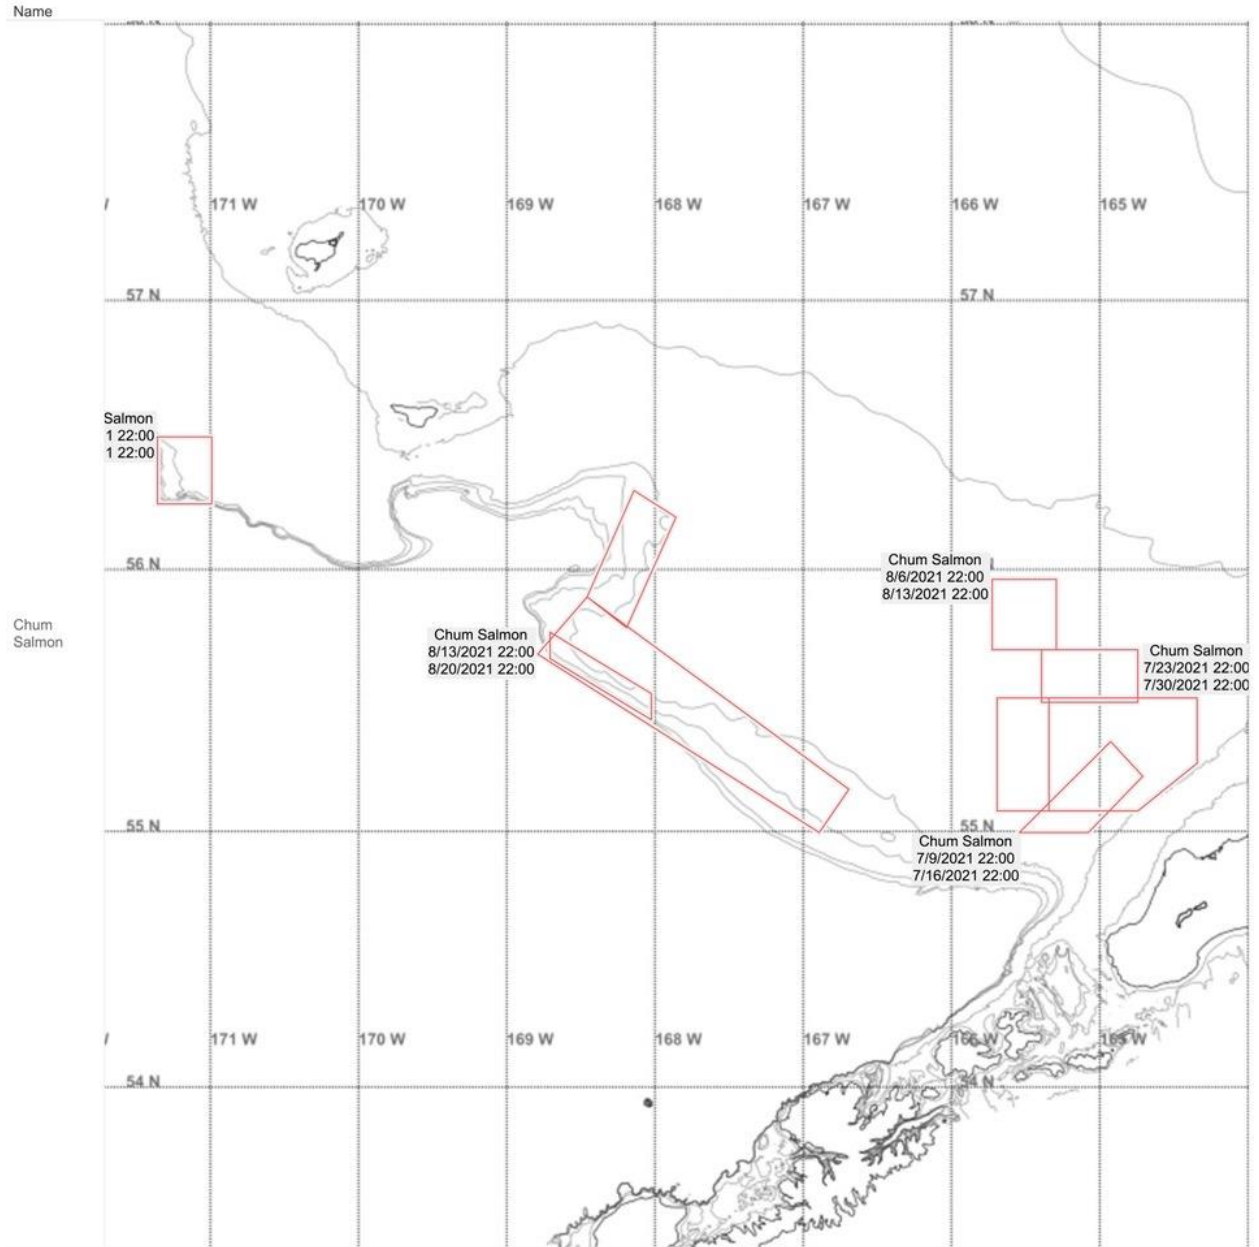 Name
171 W 170 W 169 W 168 W 167 W 166 W 165 W
57 N 57 N
Salmon
1 22:00
1 22:00
56 N
Chum Salmon
8/6/2021 22:00
8/13/2021 22:00
Chum
Salmon
Chum Salmon
8/13/2021 22:00
8/20/2021 22:00
Chum Salmon
7/23/2021 22:00
7/30/2021 22:00
55 N 55 N
Chum Salmon
7/9/2021 22:00
7/16/2021 22:00
171 W 170 W 169 W 168 W 167 W 166 W 165 W
54 N 54 N